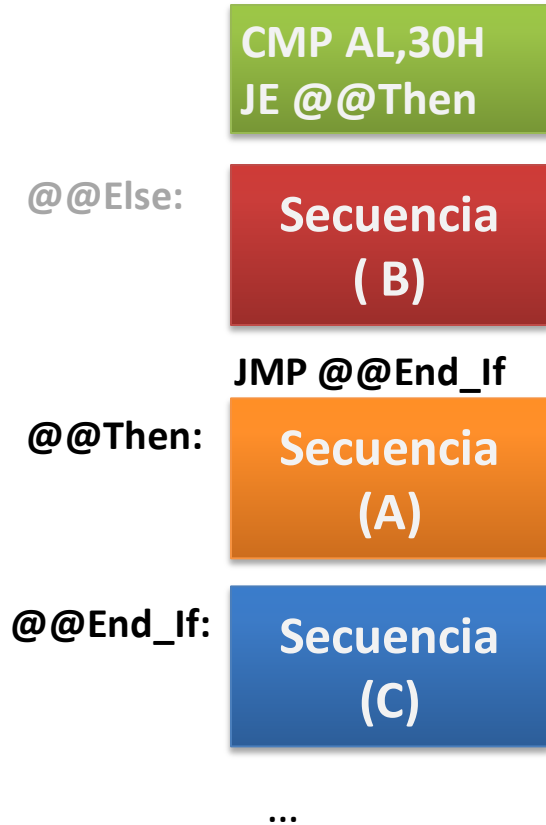 CMP AL,30H
JE @@Then
@@Else:
Secuencia
( B)
JMP @@End_If
@@Then:
Secuencia
(A)
@@End_If:
Secuencia
(C)
...